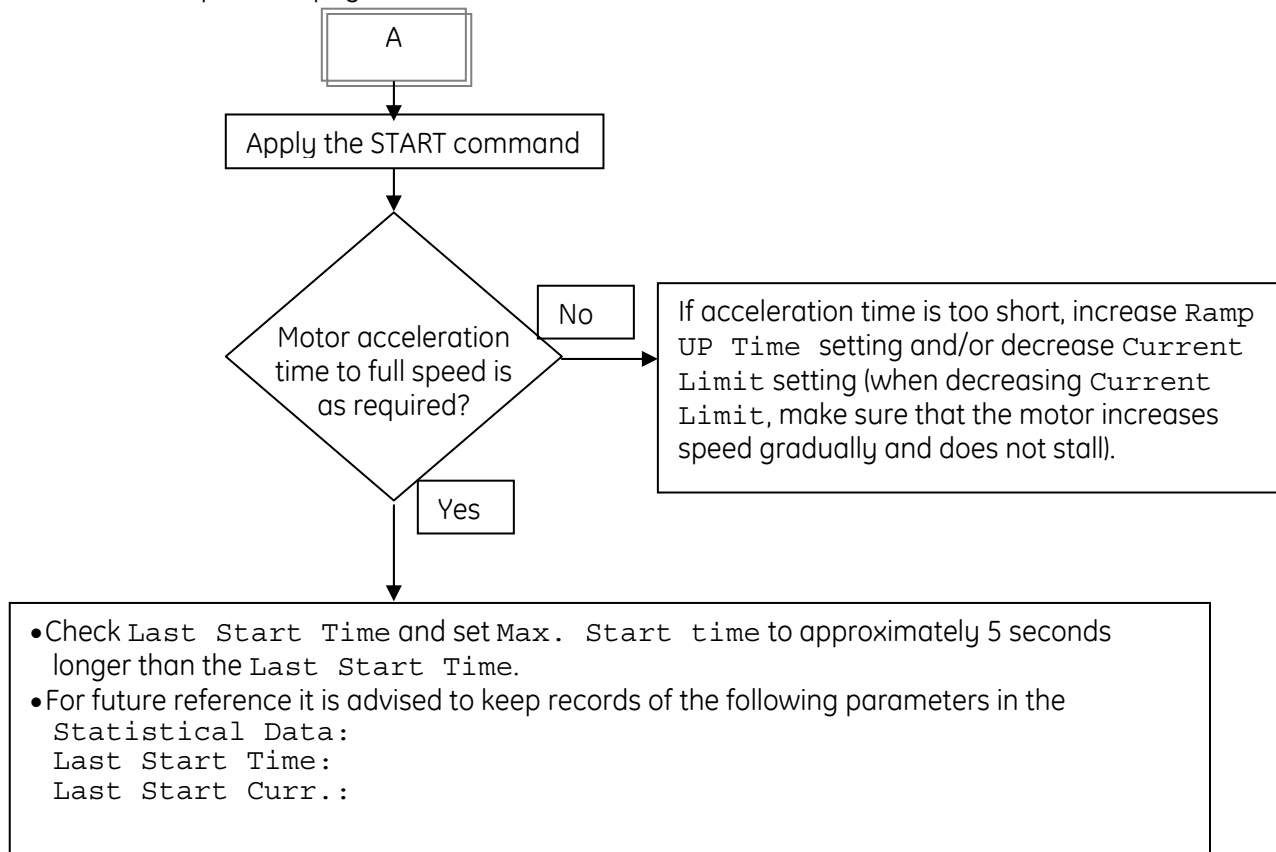 A
Apply the START command
Motor acceleration
time to full speed is
as required?
No
If acceleration time is too short, increase Ramp
UP Time setting and/or decrease Current
Limit setting (when decreasing Current
Limit, make sure that the motor increases
speed gradually and does not stall).
Yes
•Check Last Start Time and set Max. Start time to approximately 5 seconds
longer than the Last Start Time.
•For future reference it is advised to keep records of the following parameters in the
Statistical Data:
Last Start Time:
Last Start Curr.: